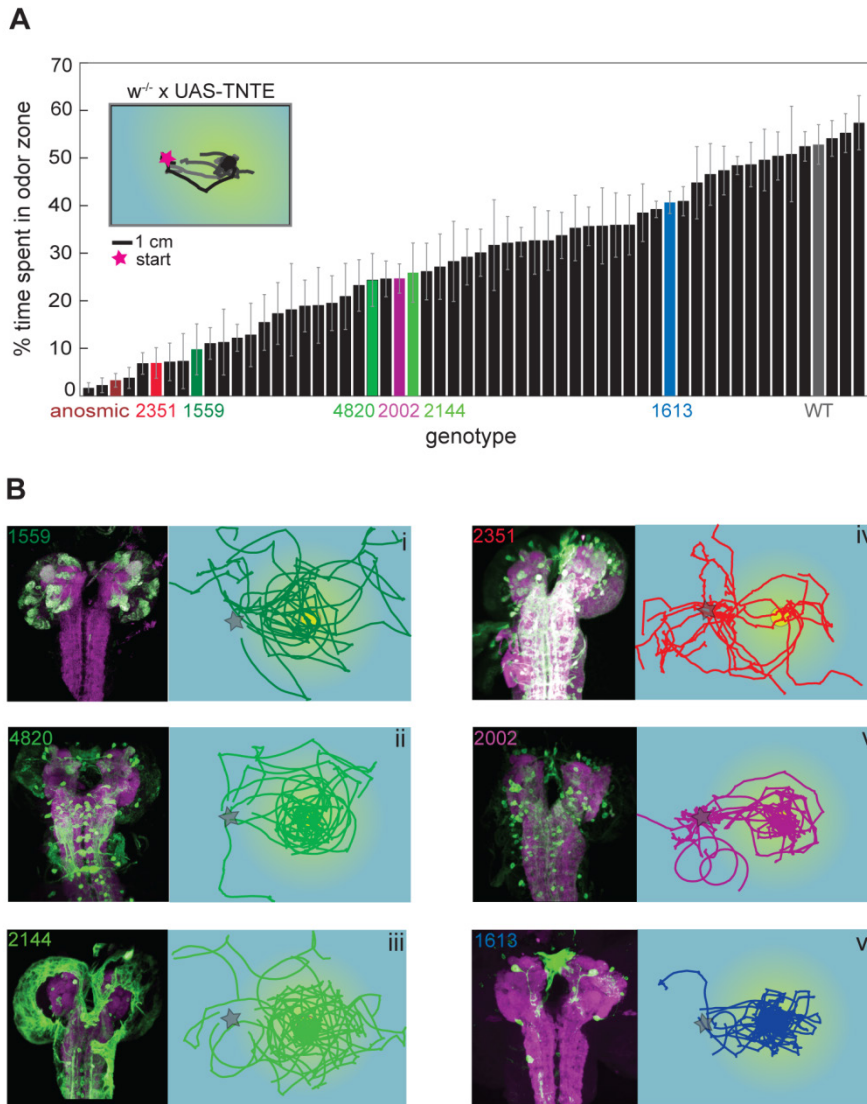 A
% time spent in odor zone
70
60
50
40
30
20
10
0
w-/- x UAS-TNTE
1 cm
start
anosmic 2351 1559 4820 2002 2144 1613 WT
genotype
B
1559 i
2351 iv
4820 ii
2002 v
2144 iii
1613 v